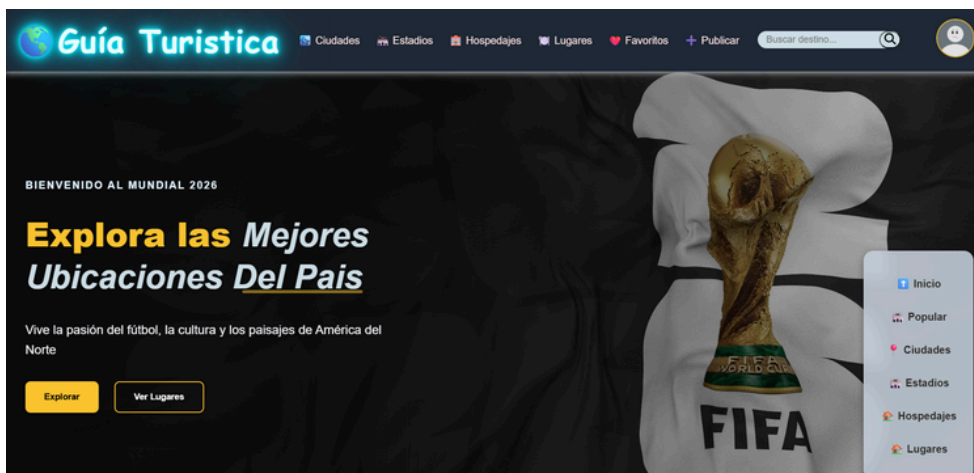 Guía Turistica
Ciudades
Estadios
Hospedajes
Lugares
Favoritos
Publicar
Buscar destino...
BIENVENIDO AL MUNDIAL 2026
Explora las Mejores
Ubicaciones Del Pais
Vive la pasión del fútbol, la cultura y los paisajes de América del
Norte
Explorar
Ver Lugares
FIFA
WORLD CUP
FIFA
Inicio
Popular
Ciudades
Estadios
Hospedajes
Lugares